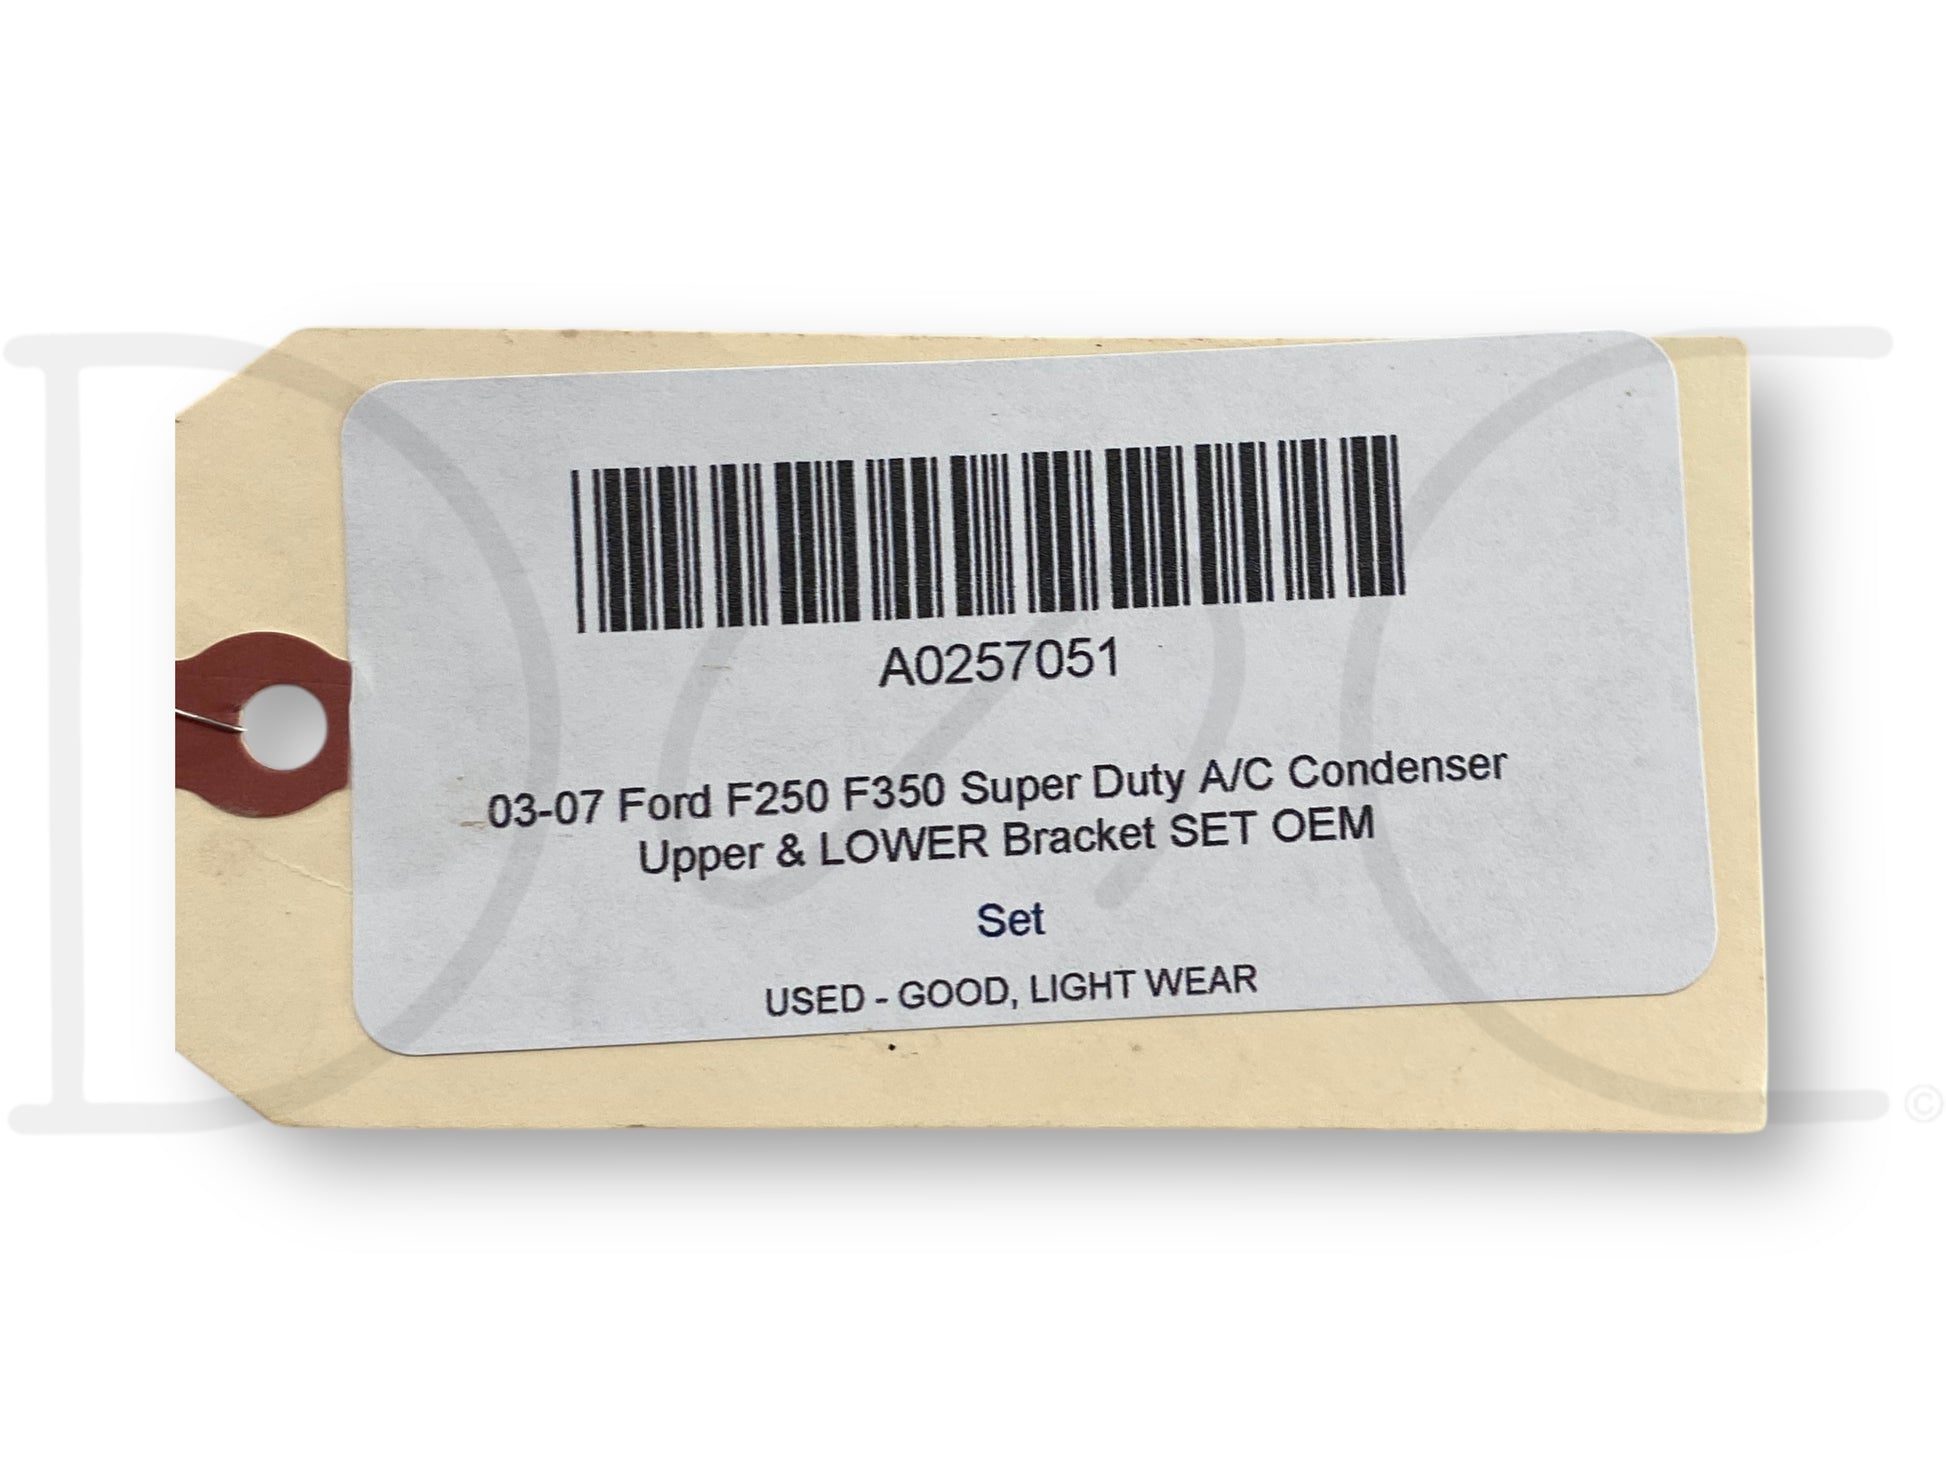 A0257051
03-07 Ford F250 F350 Super Duty A/C Condenser
Upper & LOWER Bracket SET OEM
Set
USED - GOOD, LIGHT WEAR
©